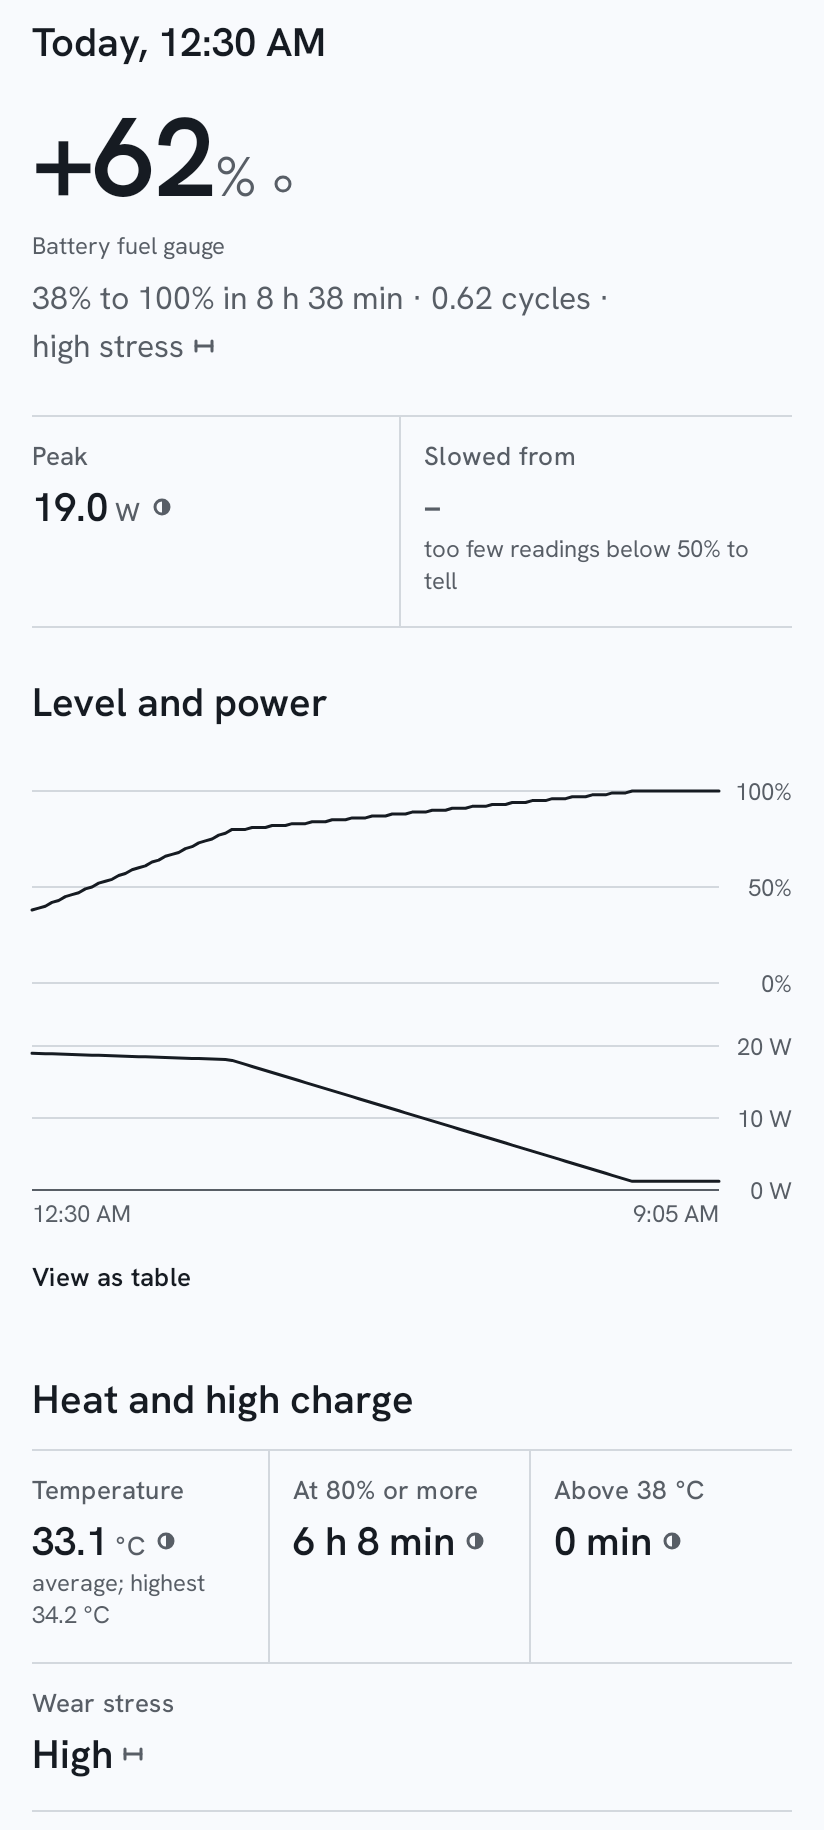 Today, 12:30 AM
+62%
Battery fuel gauge
38% to 100% in 8 h 38 min · 0.62 cycles ·
high stress
Peak
19.0 W
Slowed from
–
too few readings below 50% to
tell
Level and power
100%
50%
0%
20 W
10 W
0 W
12:30 AM
9:05 AM
View as table
Heat and high charge
Temperature
33.1 °C
average; highest
34.2 °C
At 80% or more
6 h 8 min
Above 38 °C
0 min
Wear stress
High